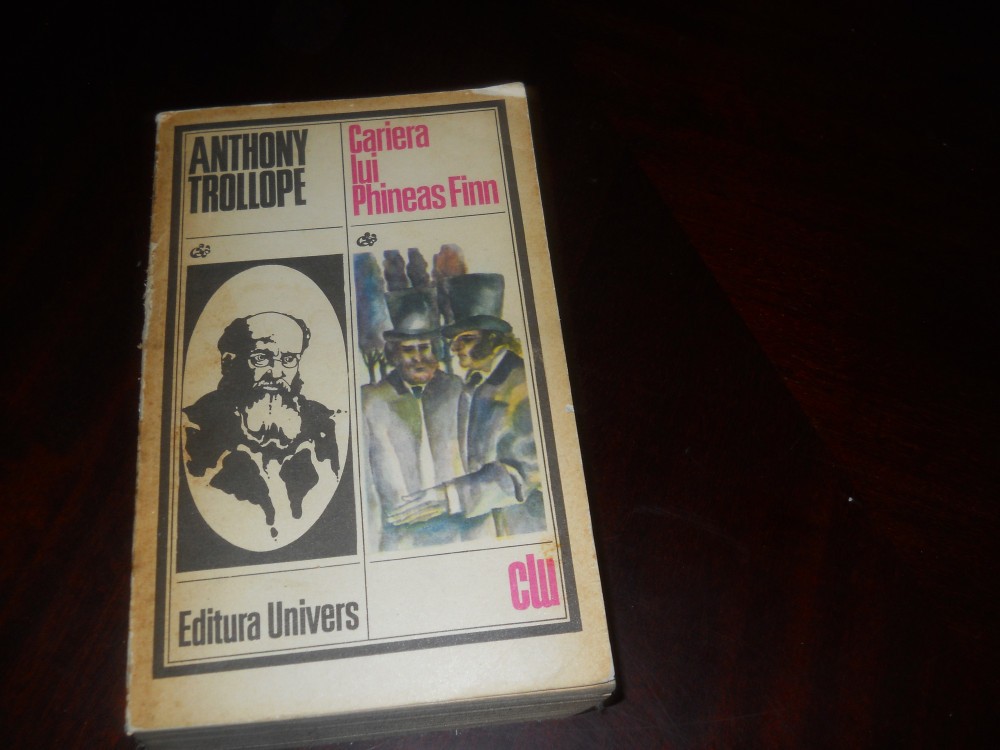 ANTHONY
TROLLOPE
Cariera
lui
Phineas Finn
Editura Univers
clu